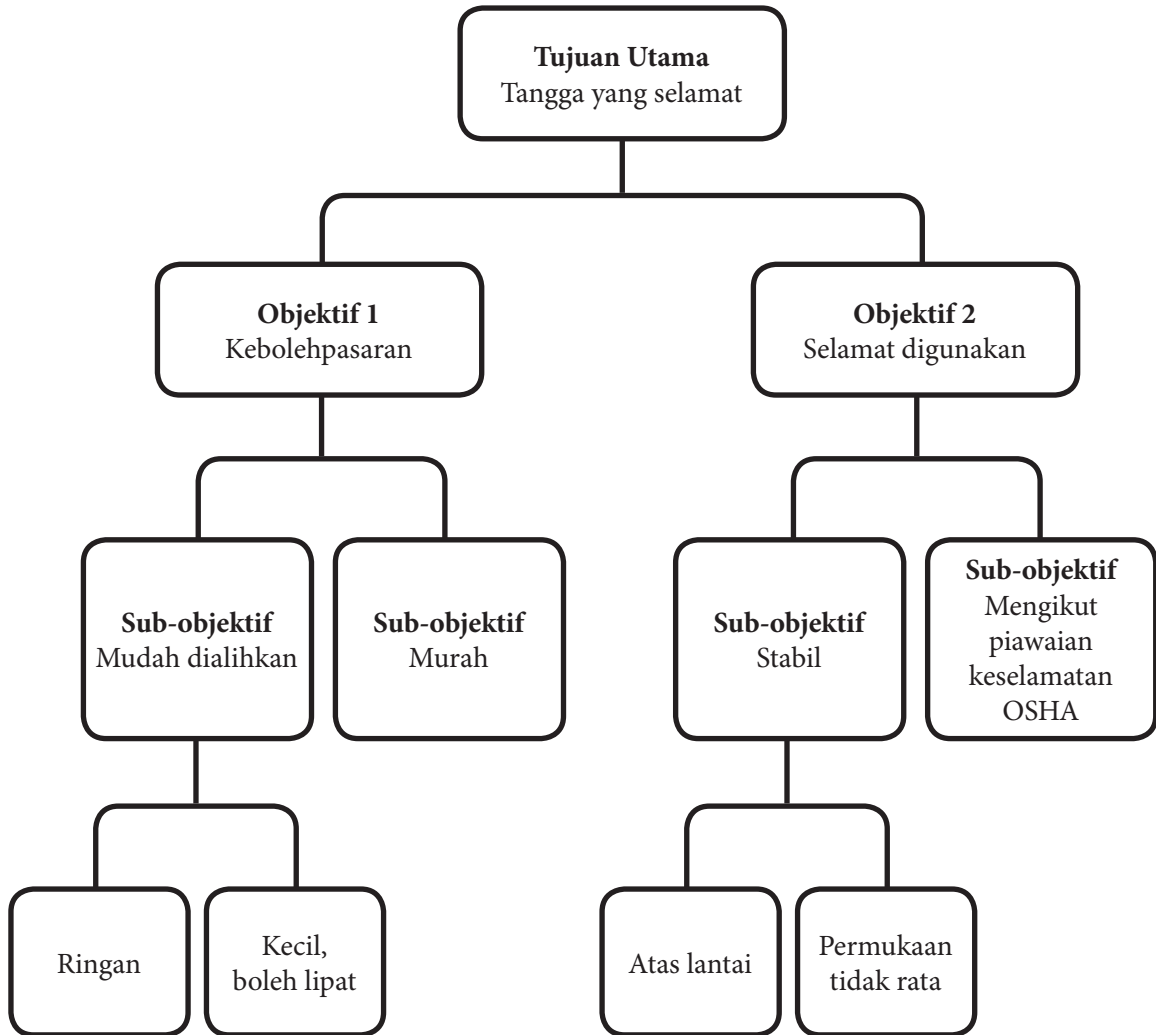 Tujuan Utama
Tangga yang selamat
Objektif 1
Kebolehpasaran
Objektif 2
Selamat digunakan
Sub-objektif
Mudah dialihkan
Sub-objektif
Murah
Sub-objektif
Stabil
Sub-objektif
Mengikut
piawaian
keselamatan
OSHA
Ringan
Kecil,
boleh lipat
Atas lantai
Permukaan
tidak rata